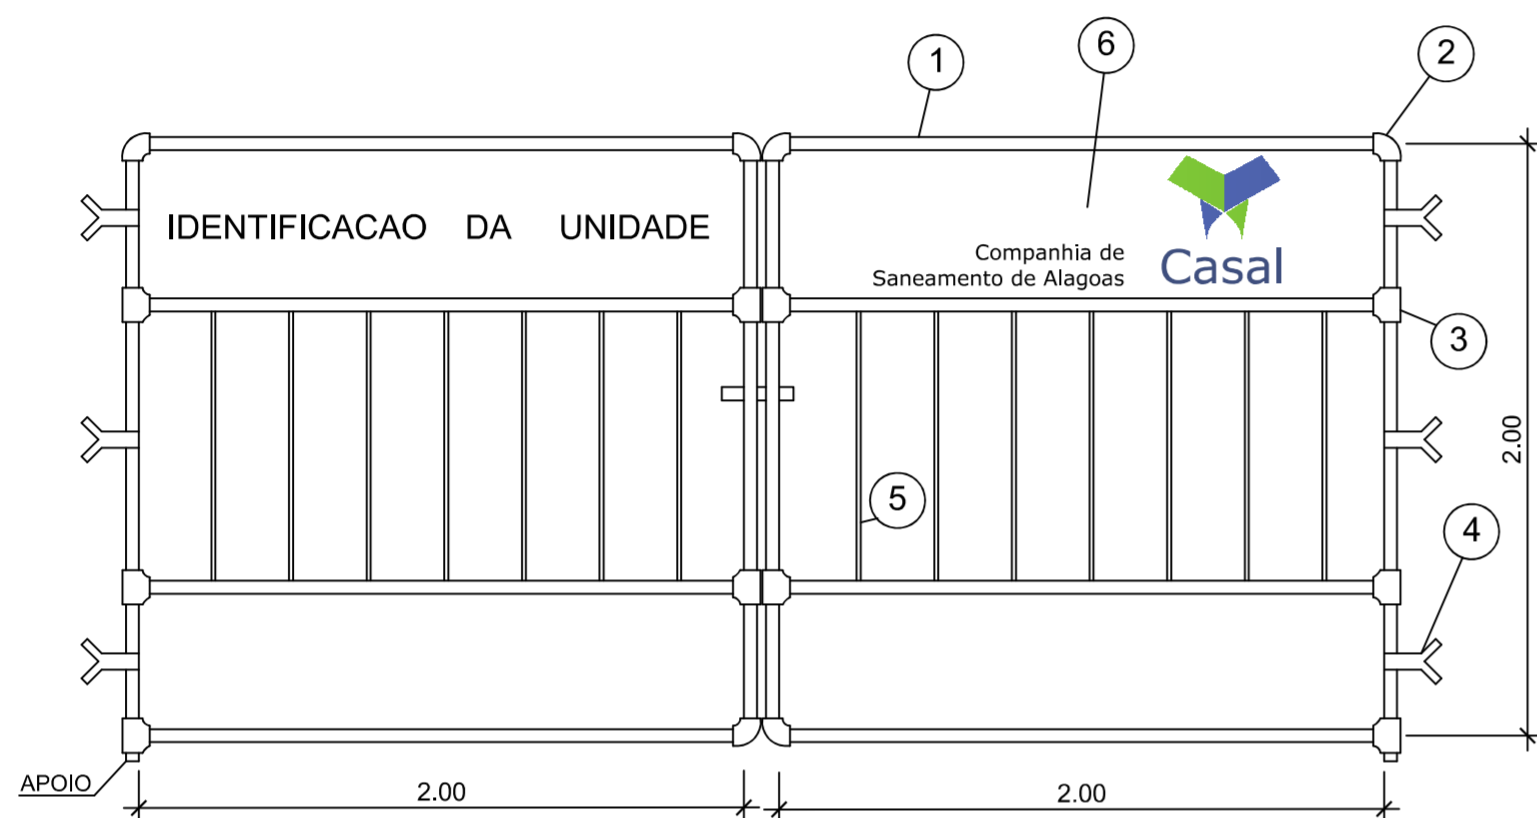 1
6
2
IDENTIFICACAO DA UNIDADE
Companhia de
Saneamento de Alagoas
Casal
3
2.00
5
4
APOIO
2.00
2.00